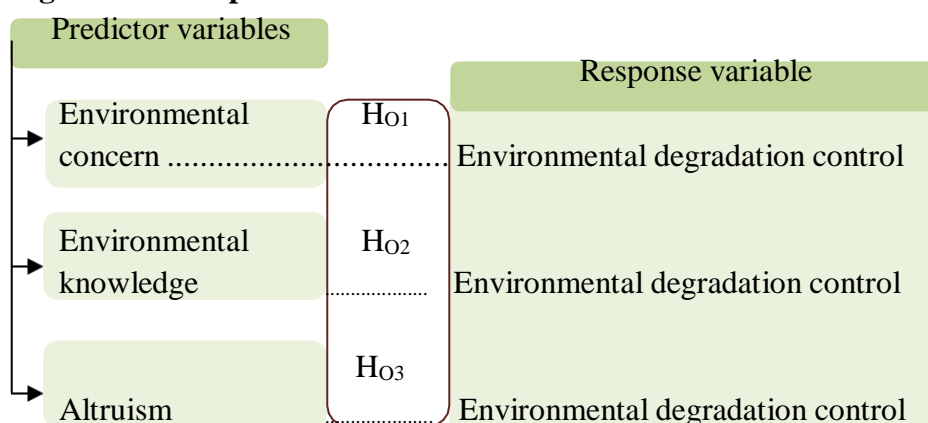 Predictor variables
Response variable
Environmental HO1
concern ................................... Environmental degradation control
Environmental HO2
knowledge ..................... Environmental degradation control
HO3
Altruism ...................... Environmental degradation control